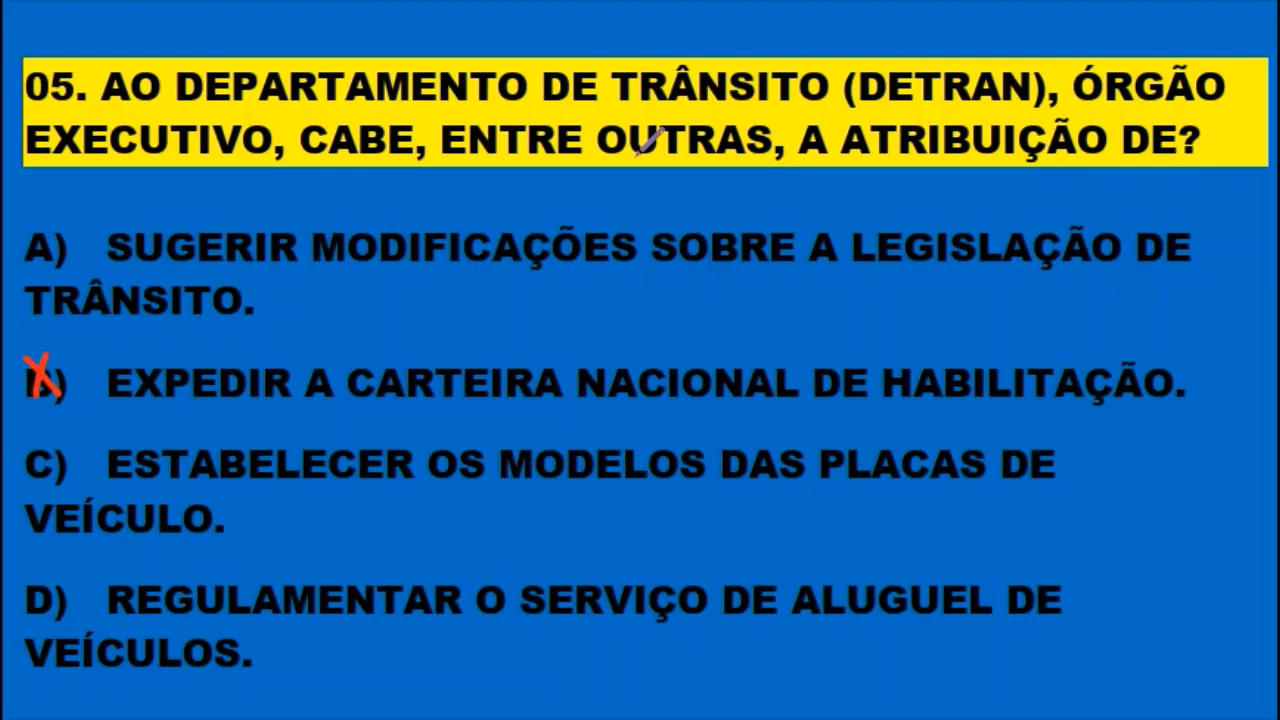 05. AO DEPARTAMENTO DE TRÂNSITO (DETRAN), ÓRGÃO
EXECUTIVO, CABE, ENTRE OUTRAS, A ATRIBUIÇÃO DE?
A) SUGERIR MODIFICAÇÕES SOBRE A LEGISLAÇÃO DE
TRÂNSITO.
B) EXPEDIR A CARTEIRA NACIONAL DE HABILITAÇÃO.
C) ESTABELECER OS MODELOS DAS PLACAS DE
VEÍCULO.
D) REGULAMENTAR O SERVIÇO DE ALUGUEL DE
VEÍCULOS.